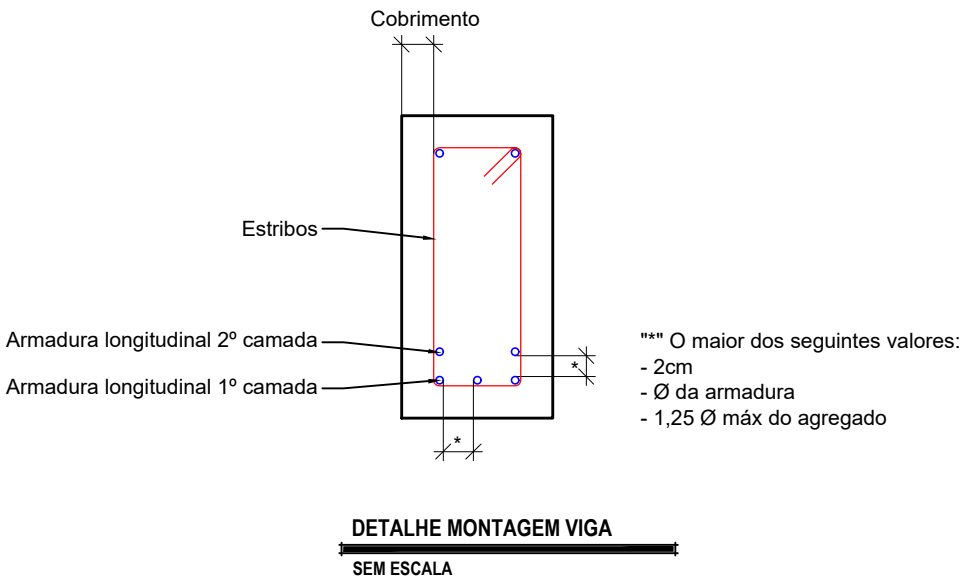 Cobrimento
Estribos
Armadura longitudinal 2º camada
Armadura longitudinal 1º camada
*
*
"*" O maior dos seguintes valores:
- 2cm
- Ø da armadura
- 1,25 Ø máx do agregado
DETALHE MONTAGEM VIGA
SEM ESCALA